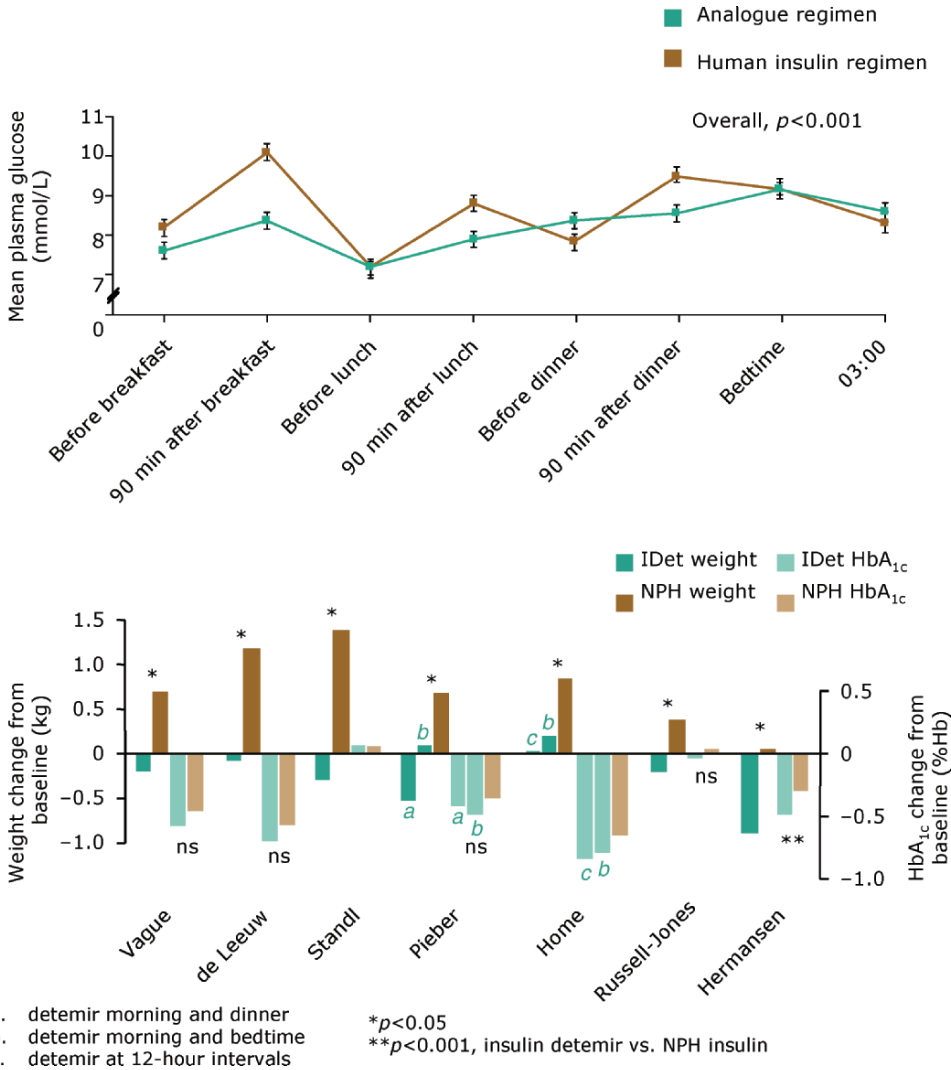 Analogue regimen
Human insulin regimen
Overall, p<0.001
Mean plasma glucose
(mmol/L)
11
10
9
8
7
0
Before breakfast
90 min after breakfast
Before lunch
90 min after lunch
Before dinner
90 min after dinner
Bedtime
03:00
IDet weight
IDet HbA1c
NPH weight
NPH HbA1c
Weight change from
baseline (kg)
1.5
1.0
0.5
0
−0.5
−1.0
* * * * * * *
b
c b
a
a
b
c b
ns
ns
ns
ns
**
0.5
0
−0.5
−1.0
HbA1c change from
baseline (%Hb)
Vague
de Leeuw
Standl
Pieber
Home
Russell-Jones
Hermansen
. detemir morning and dinner
. detemir morning and bedtime
. detemir at 12-hour intervals
*p<0.05
**p<0.001, insulin detemir vs. NPH insulin